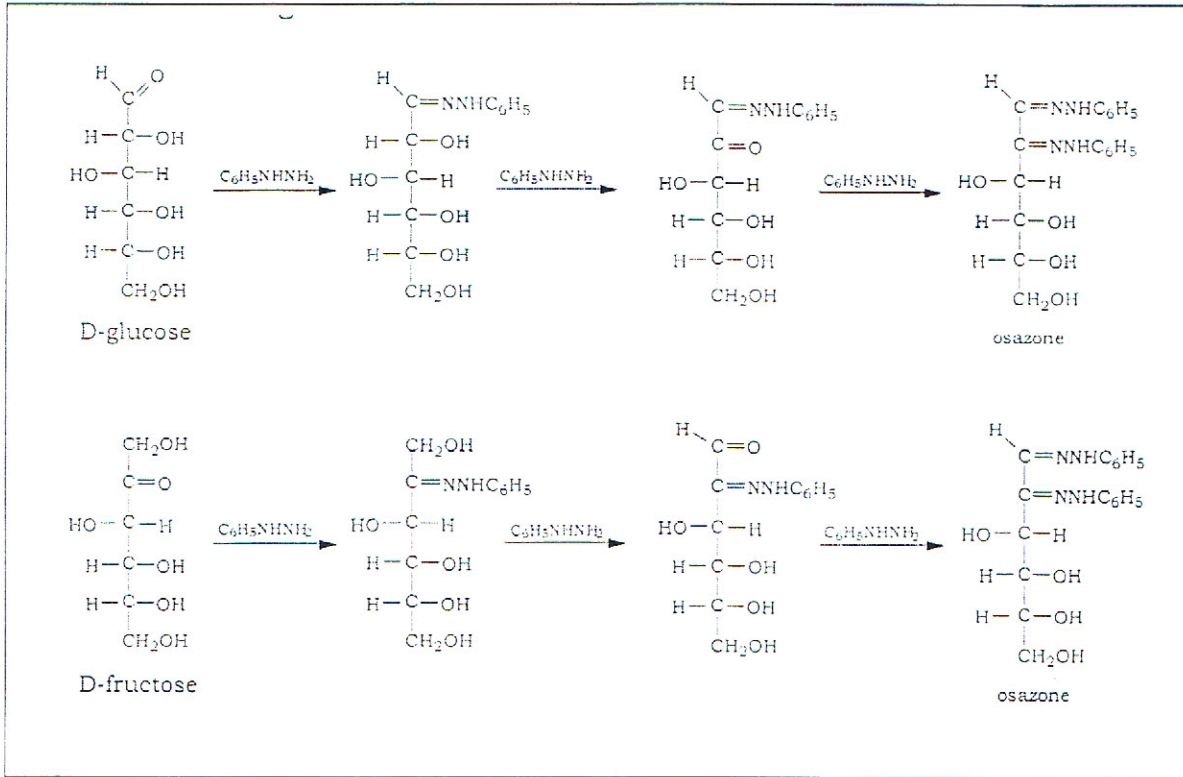 H O
C
H—C—OH
HO—C—H
H—C—OH
H—C—OH
CH₂OH
D-glucose
C₆H₅NHNH₂
H
C=NNHC₆H₅
H—C—OH
HO—C—H
H—C—OH
H—C—OH
CH₂OH
C₆H₅NHNH₂
H
C=NNHC₆H₅
C=O
HO—C—H
H—C—OH
H—C—OH
CH₂OH
C₆H₅NHNH₂
H
C=NNHC₆H₅
C=NNHC₆H₅
HO—C—H
H—C—OH
H—C—OH
CH₂OH
osazone
CH₂OH
C=O
HO—C—H
H—C—OH
H—C—OH
CH₂OH
D-fructose
C₆H₅NHNH₂
CH₂OH
C=NNHC₆H₅
HO—C—H
H—C—OH
H—C—OH
CH₂OH
C₆H₅NHNH₂
H
C=O
C=NNHC₆H₅
HO—C—H
H—C—OH
H—C—OH
CH₂OH
C₆H₅NHNH₂
H
C=NNHC₆H₅
C=NNHC₆H₅
HO—C—H
H—C—OH
H—C—OH
CH₂OH
osazone